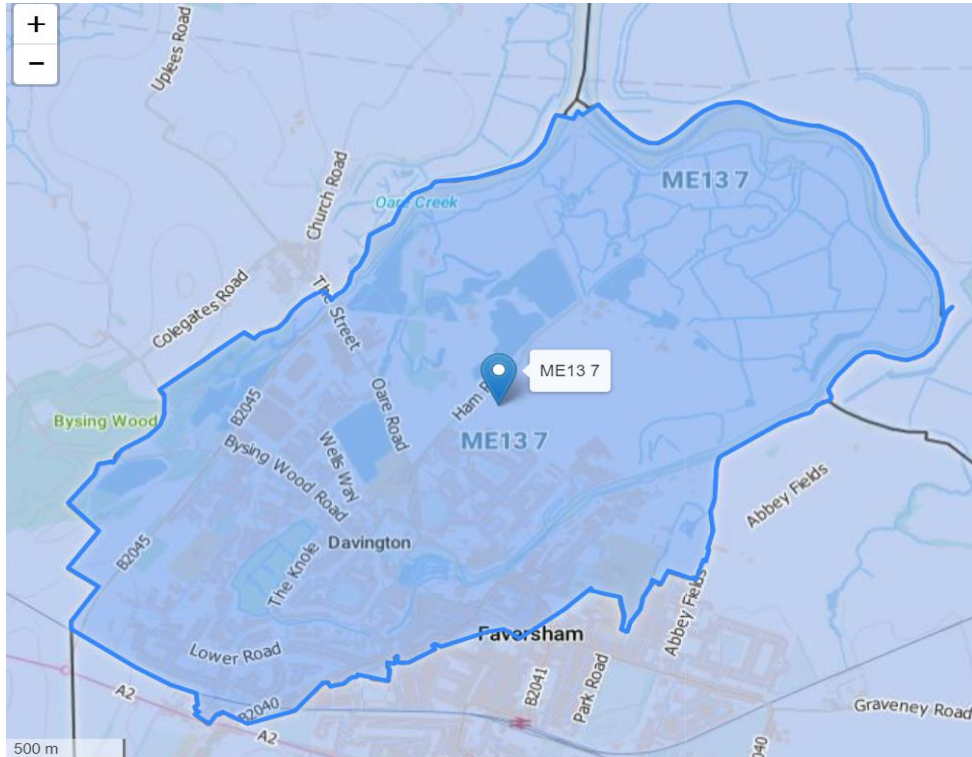 +
−
Uplees Road
Church Road
Oare Creek
ME13 7
Colegates Road
The Street
ME13 7
Oare Road
B2045
Bysing Wood
Ham R
ME13 7
Wells Way
Bysing Wood Road
Abbey Fields
B2045
Davington
The Knole
Abbey Fields
Faversham
Lower Road
B2041
Park Road
A2
B2040
A2
Graveney Road
500 m